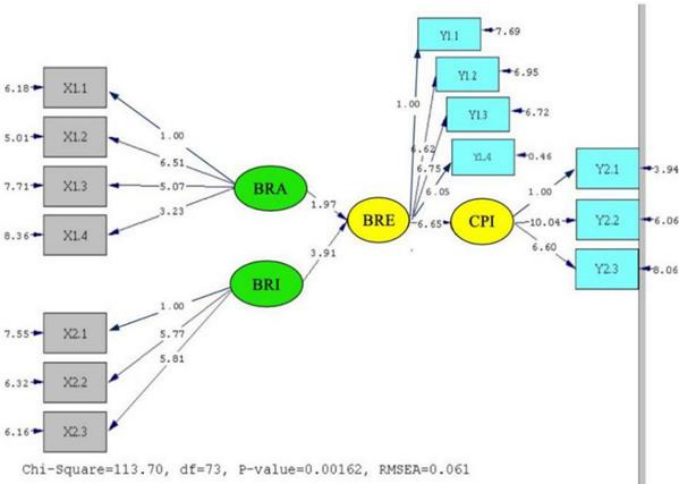 Y1.1
7.69
6.18
X1.1
Y1.2
6.95
1.00
5.01
X1.2
1.00
Y1.3
6.72
6.51
6.62
7.71
X1.3
5.07
6.75
Y1.4
0.46
Y2.1
3.94
BRA
6.05
1.00
8.36
X1.4
3.23
1.97
BRE
6.65
CPI
10.04
Y2.2
6.06
3.91
6.60
Y2.3
8.06
BRI
1.00
7.55
X2.1
5.77
5.81
6.32
X2.2
6.16
X2.3
Chi-Square=113.70, df=73, P-value=0.00162, RMSEA=0.061